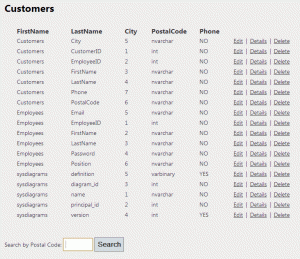 Customers
FirstName LastName City PostalCode Phone
Customers City 5 nvarchar NO Edit | Details | Delete
Customers CustomerID 1 int NO Edit | Details | Delete
Customers EmployeeID 2 int NO Edit | Details | Delete
Customers FirstName 3 nvarchar NO Edit | Details | Delete
Customers LastName 4 nvarchar NO Edit | Details | Delete
Customers Phone 7 nvarchar NO Edit | Details | Delete
Customers PostalCode 6 nvarchar NO Edit | Details | Delete
Employees Email 5 nvarchar NO Edit | Details | Delete
Employees EmployeeID 1 int NO Edit | Details | Delete
Employees FirstName 2 nvarchar NO Edit | Details | Delete
Employees LastName 3 nvarchar NO Edit | Details | Delete
Employees Password 4 nvarchar NO Edit | Details | Delete
Employees Position 6 nvarchar NO Edit | Details | Delete
sysdiagrams definition 5 varbinary YES Edit | Details | Delete
sysdiagrams diagram_id 3 int NO Edit | Details | Delete
sysdiagrams name 1 nvarchar NO Edit | Details | Delete
sysdiagrams principal_id 2 int NO Edit | Details | Delete
sysdiagrams version 4 int YES Edit | Details | Delete
Search by Postal Code: Search